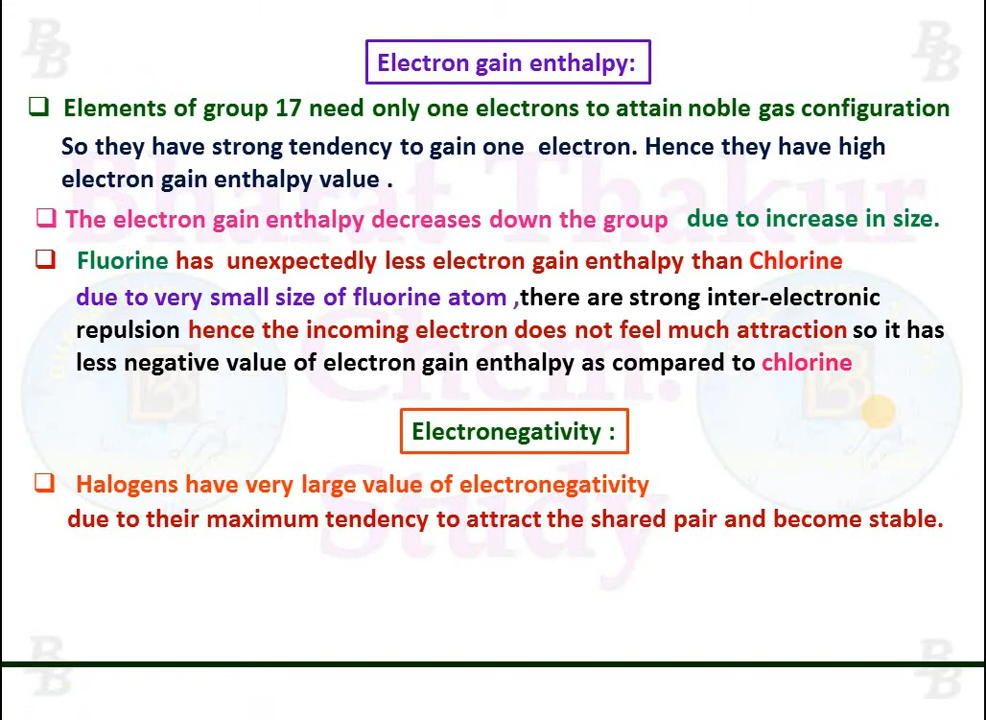 Electron gain enthalpy:
Elements of group 17 need only one electrons to attain noble gas configuration
So they have strong tendency to gain one electron. Hence they have high
electron gain enthalpy value .
The electron gain enthalpy decreases down the group due to increase in size.
Fluorine has unexpectedly less electron gain enthalpy than Chlorine
due to very small size of fluorine atom ,there are strong inter-electronic
repulsion hence the incoming electron does not feel much attraction so it has
less negative value of electron gain enthalpy as compared to chlorine
Electronegativity :
Halogens have very large value of electronegativity
due to their maximum tendency to attract the shared pair and become stable.
Bharat Thakur
Chem.
Study